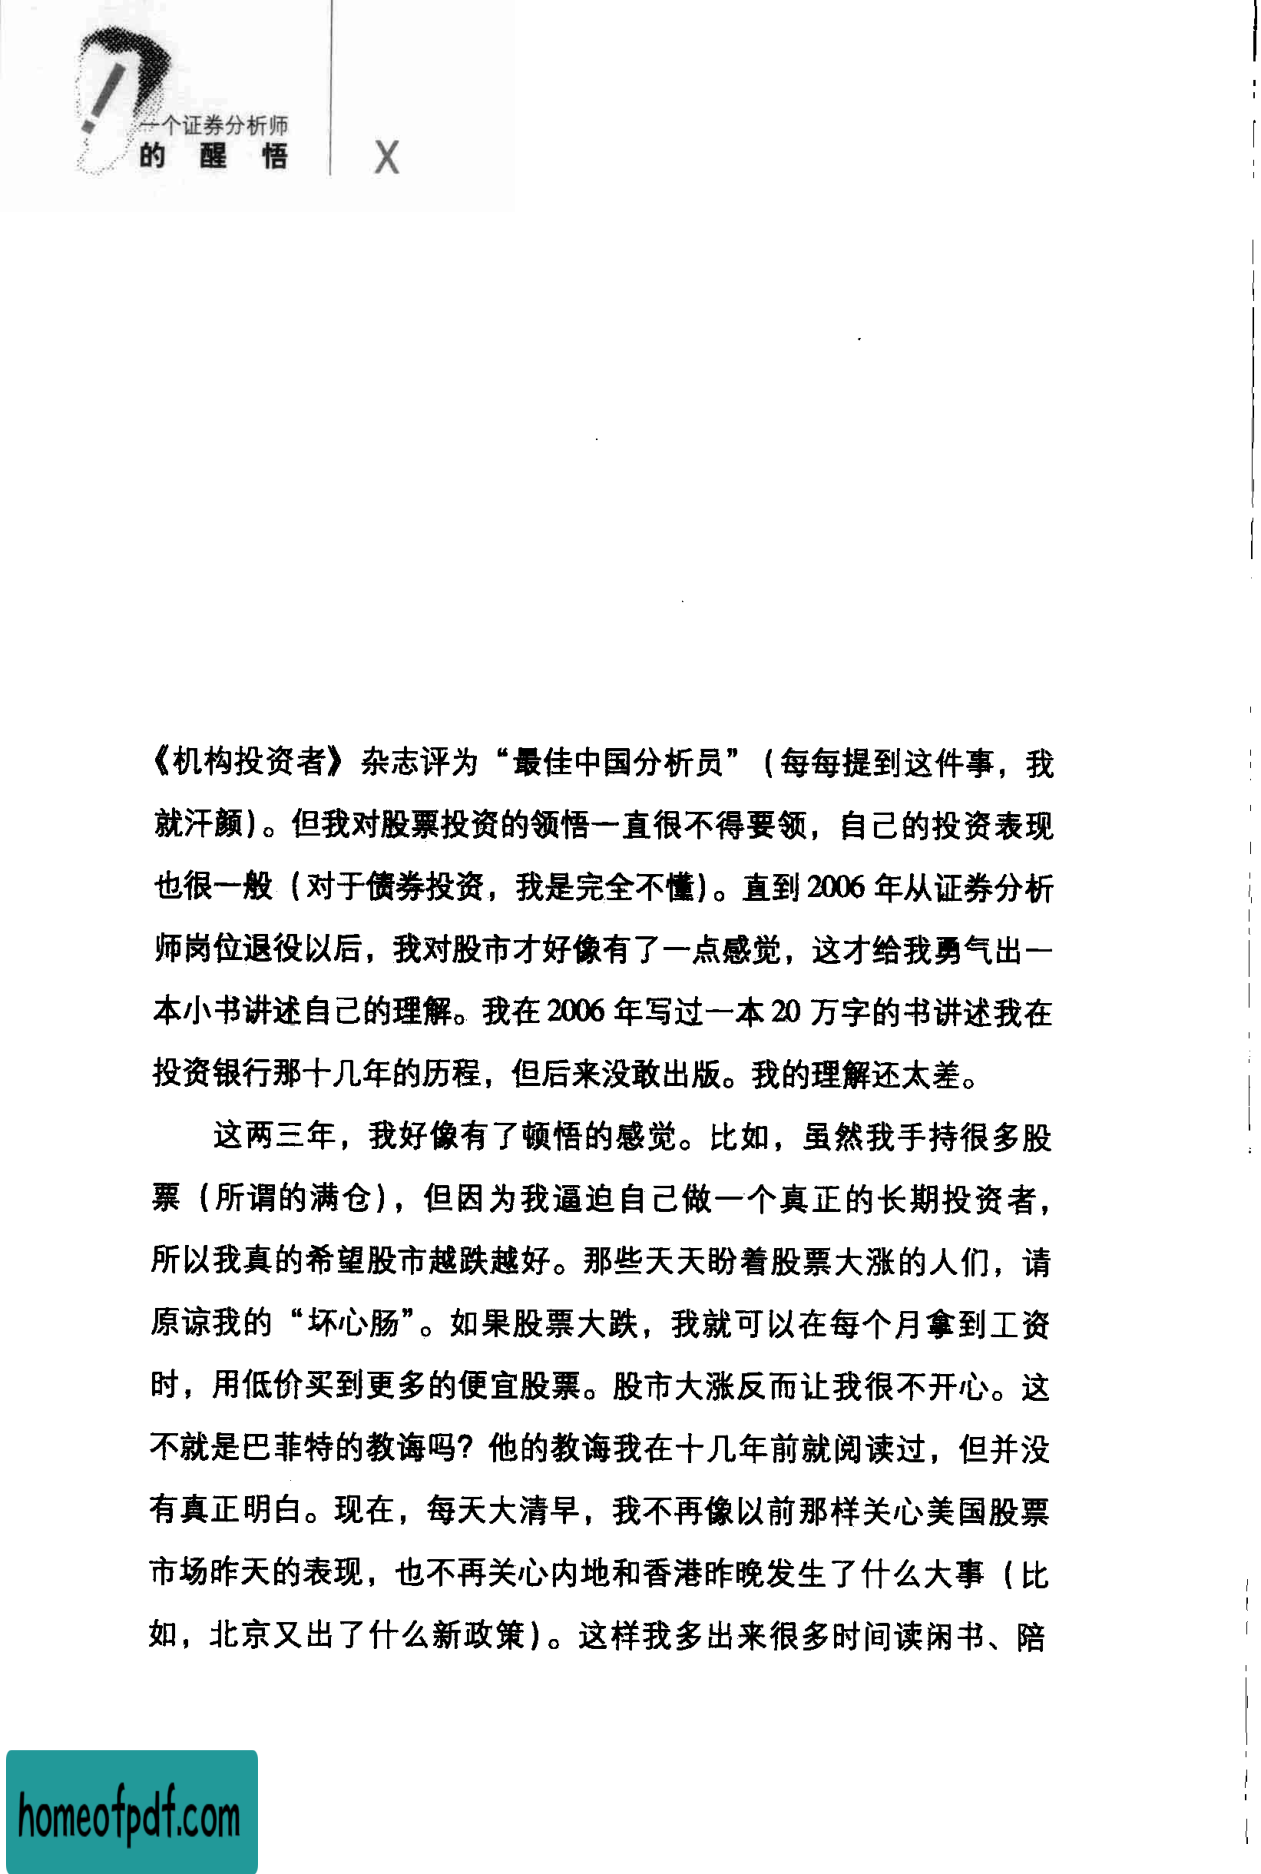 一个证券分析师
的醒悟
X
《机构投资者》杂志评为“最佳中国分析员”（每每提到这件事，我
就汗颜）。但我对股票投资的领悟一直很不得要领，自己的投资表现
也很一般（对于债券投资，我是完全不懂）。直到2006年从证券分析
师岗位退役以后，我对股市才好像有了一点感觉，这才给我勇气出一
本小书讲述自己的理解。我在2006年写过一本20万字的书讲述我在
投资银行那十几年的历程，但后来没敢出版。我的理解还太差。
这两三年，我好像有了顿悟的感觉。比如，虽然我手持很多股
票（所谓的满仓），但因为我逼迫自己做一个真正的长期投资者，
所以我真的希望股市越跌越好。那些天天盼着股票大涨的人们，请
原谅我的“坏心肠”。如果股票大跌，我就可以在每个月拿到工资
时，用低价买到更多的便宜股票。股市大涨反而让我很不开心。这
不就是巴菲特的教诲吗？他的教诲我在十几年前就阅读过，但并没
有真正明白。现在，每天大清早，我不再像以前那样关心美国股票
市场昨天的表现，也不再关心内地和香港昨晚发生了什么大事（比
如，北京又出了什么新政策）。这样我多出来很多时间读闲书、陪
homeofpdf.com